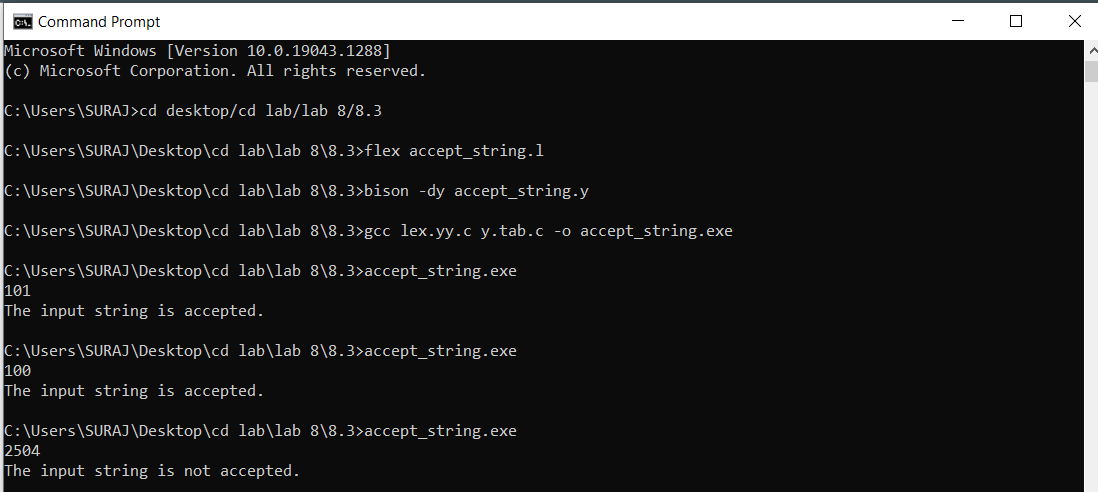 Command Prompt
Microsoft Windows [Version 10.0.19043.1288]
(c) Microsoft Corporation. All rights reserved.
C:\Users\SURAJ>cd desktop/cd lab/lab 8/8.3
C:\Users\SURAJ\Desktop\cd lab\lab 8\8.3>flex accept_string.l
C:\Users\SURAJ\Desktop\cd lab\lab 8\8.3>bison -dy accept_string.y
C:\Users\SURAJ\Desktop\cd lab\lab 8\8.3>gcc lex.yy.c y.tab.c -o accept_string.exe
C:\Users\SURAJ\Desktop\cd lab\lab 8\8.3>accept_string.exe
101
The input string is accepted.
C:\Users\SURAJ\Desktop\cd lab\lab 8\8.3>accept_string.exe
100
The input string is accepted.
C:\Users\SURAJ\Desktop\cd lab\lab 8\8.3>accept_string.exe
2504
The input string is not accepted.